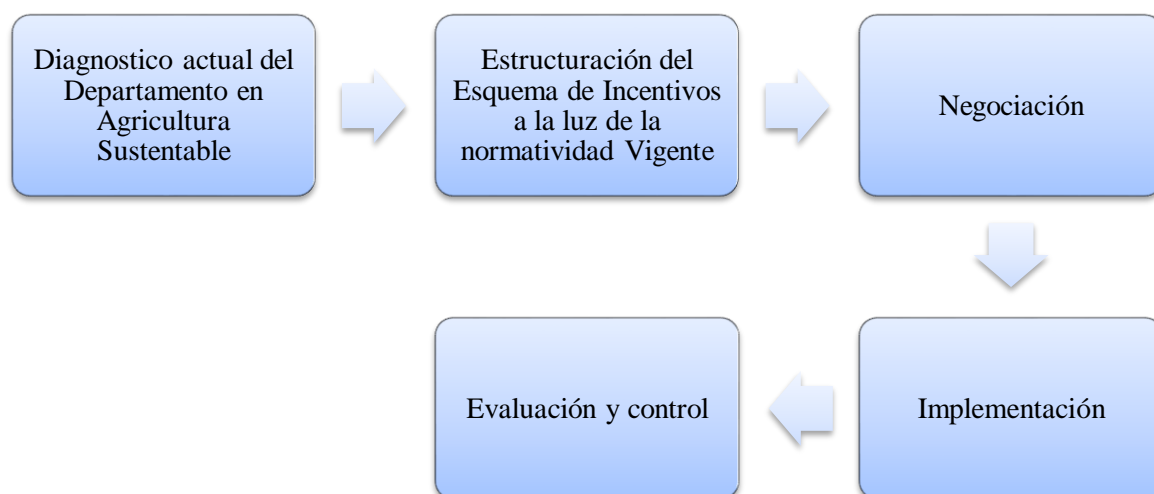 Diagnostico actual del
Departamento en
Agricultura
Sustentable
Estructuración del
Esquema de Incentivos
a la luz de la
normatividad Vigente
Negociación
Implementación
Evaluación y control